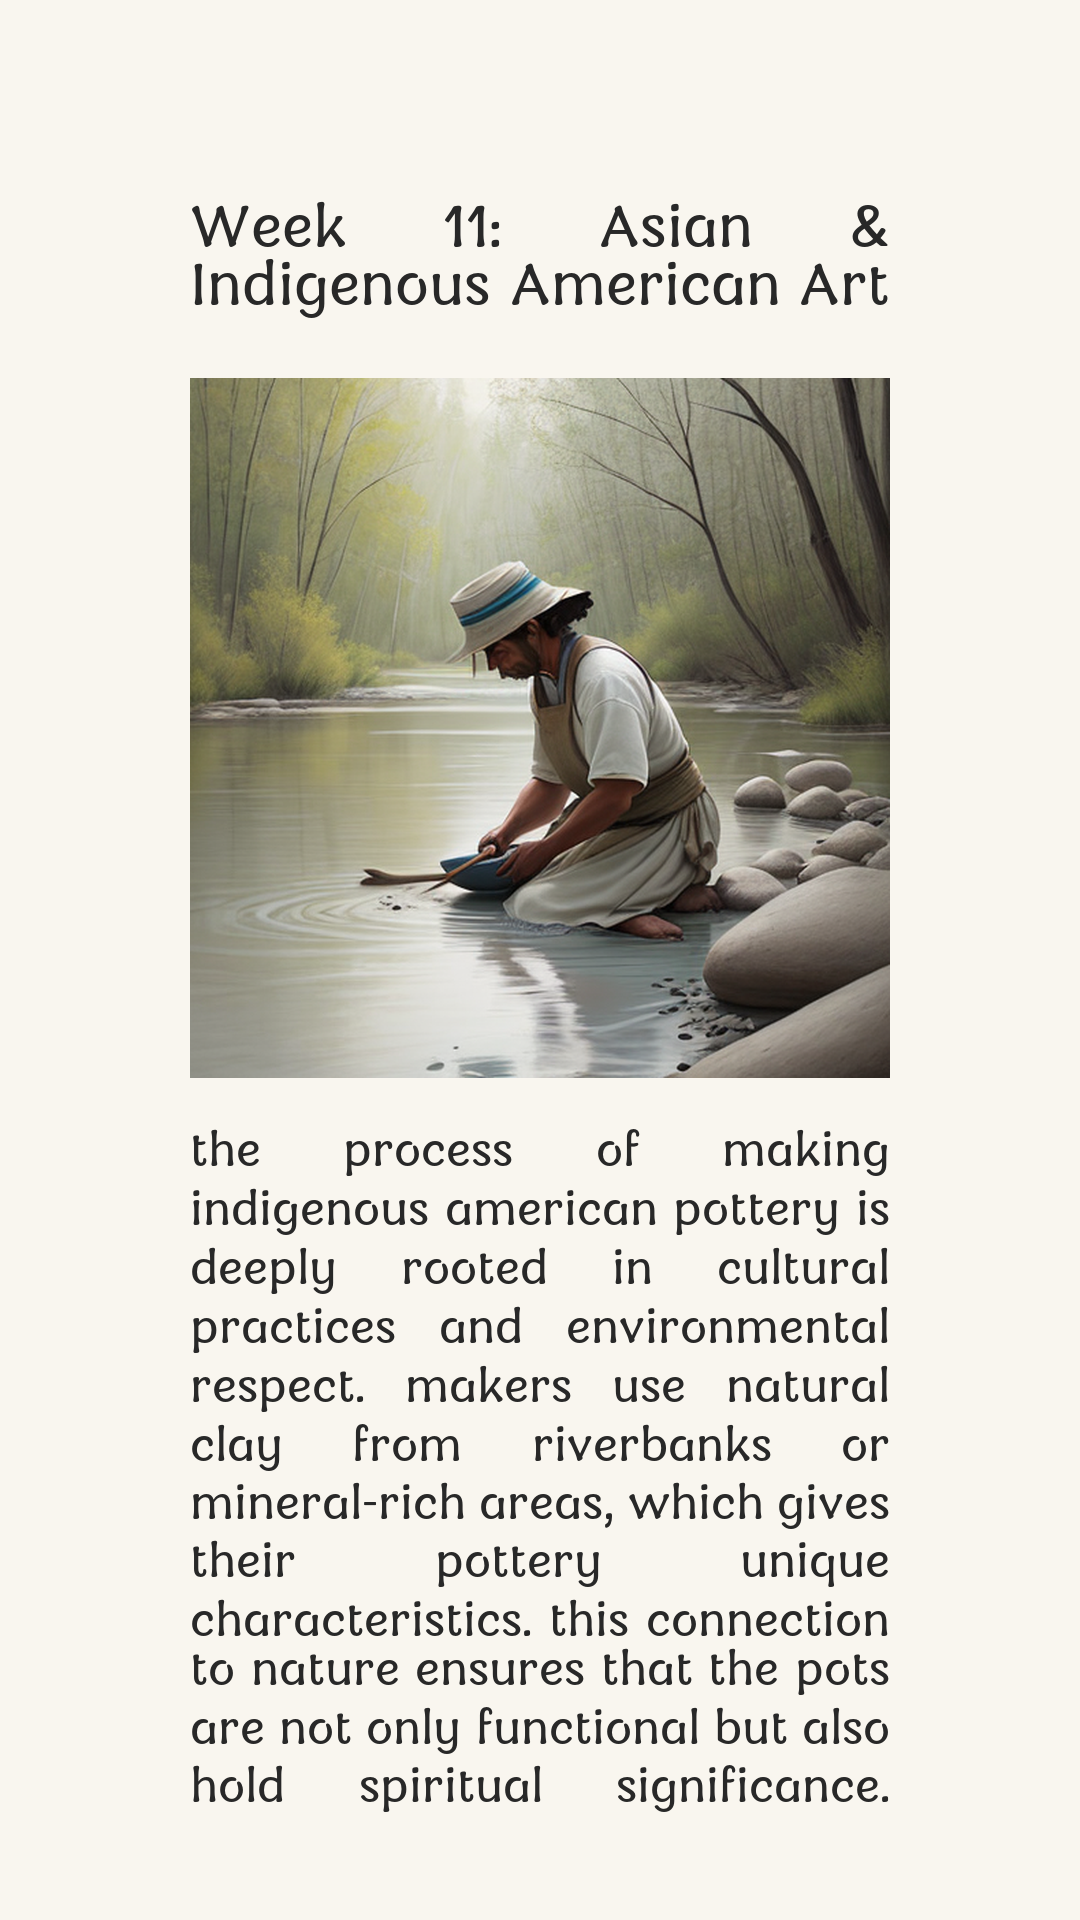 Week 11: Asian &
Indigenous American Art
the process of making
indigenous american pottery is
deeply rooted in cultural
practices and environmental
respect. makers use natural
clay from riverbanks or
mineral-rich areas, which gives
their pottery unique
characteristics. this connection
to nature ensures that the pots
are not only functional but also
hold spiritual significance.